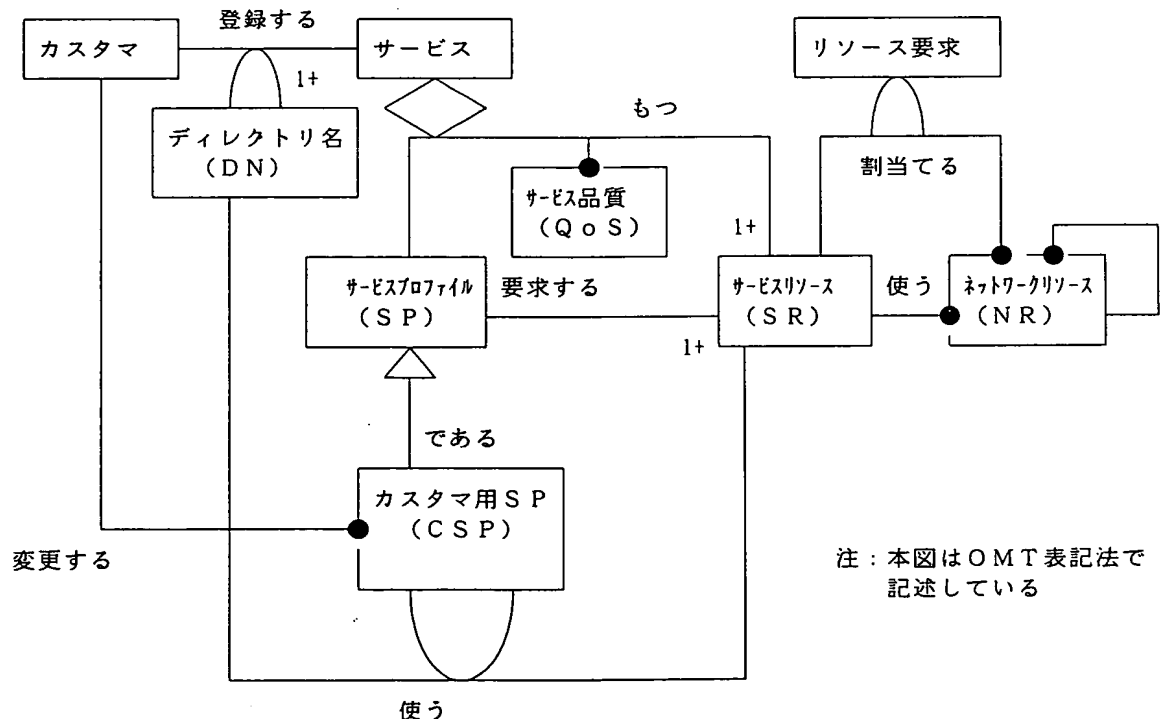 登録する
カスタマ
サービス
リソース要求
1+
ディレクトリ名
(DN)
もつ
割当てる
サービス品質
(QoS)
1+
サービスプロファイル
(SP)
要求する
サービスリソース
(SR)
使う
ネットワークリソース
(NR)
1+
である
カスタマ用SP
(CSP)
変更する
注:本図はOMT表記法で
記述している
使う